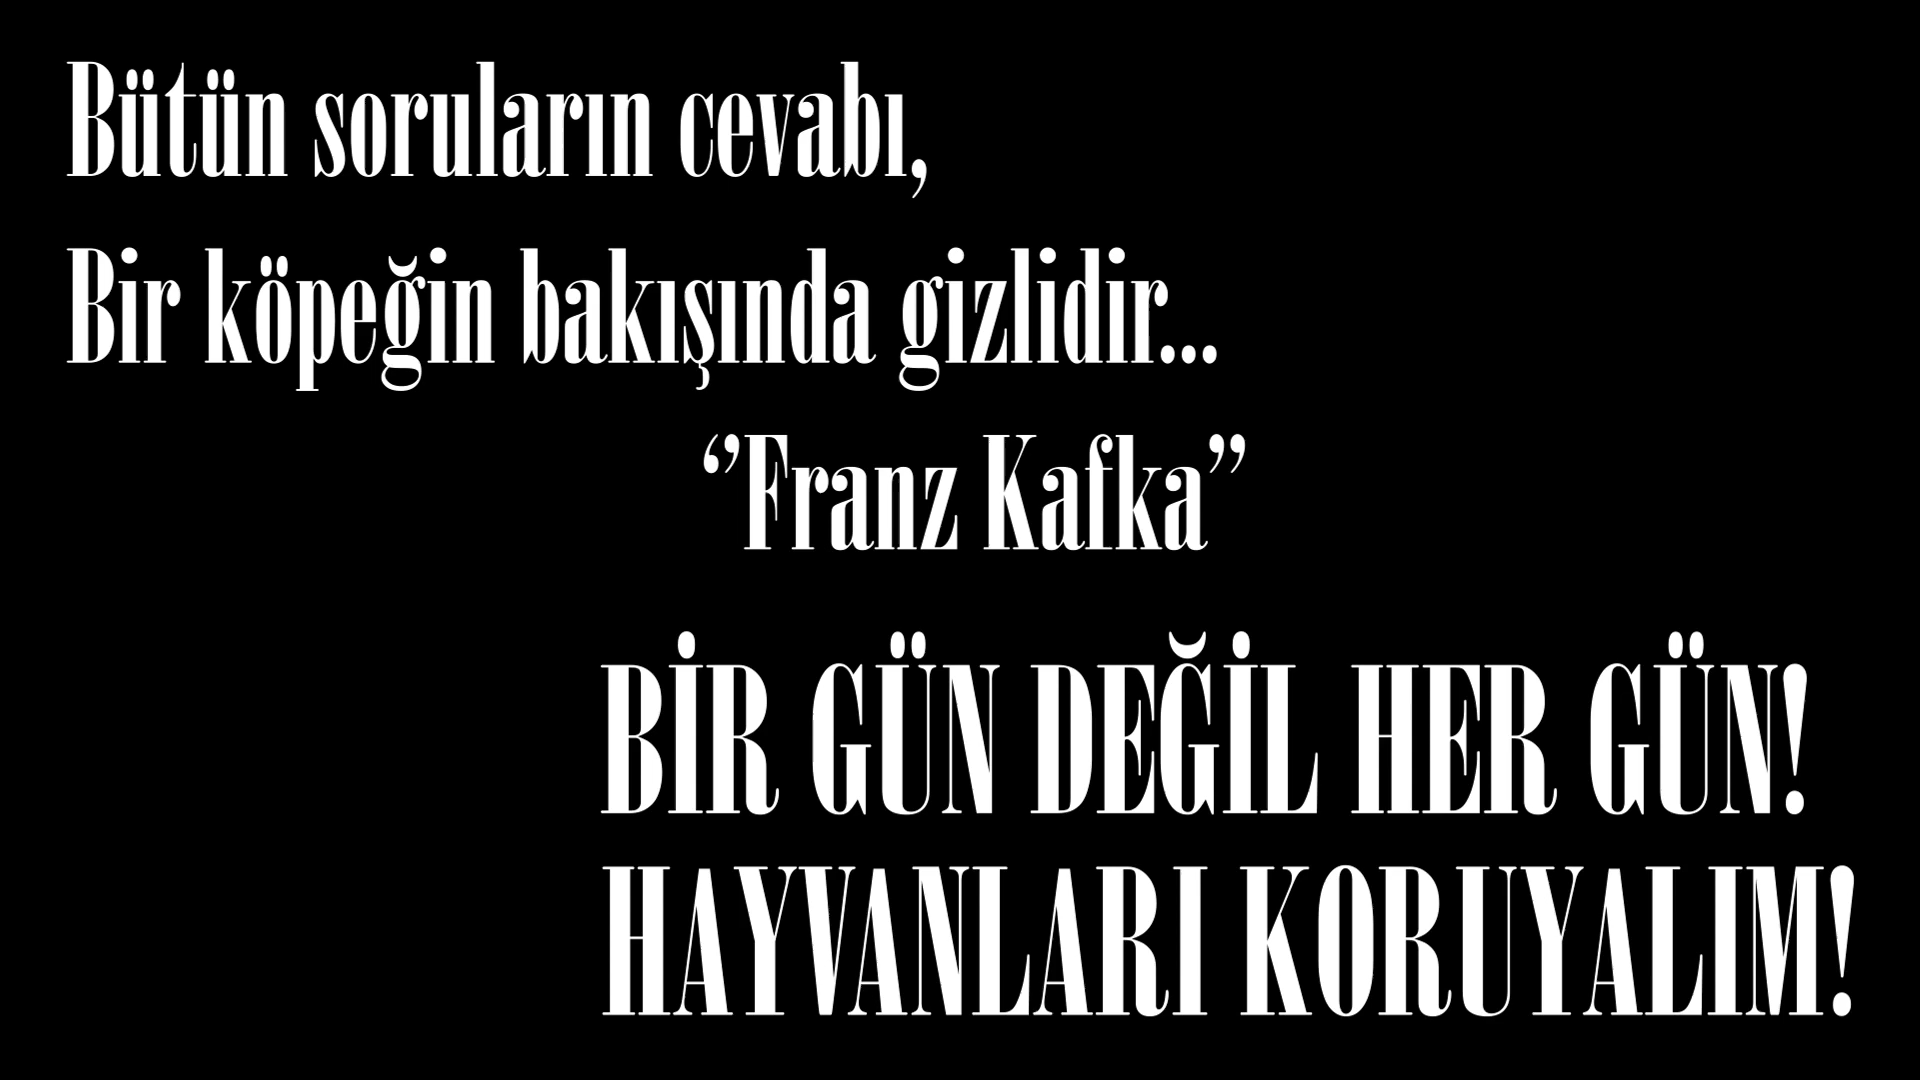 Bütün soruların cevabı,
Bir köpeğin bakışında gizlidir...
‘’Franz Kafka’’
BİR GÜN DEĞİL HER GÜN!
HAYVANLARI KORUYALIM!